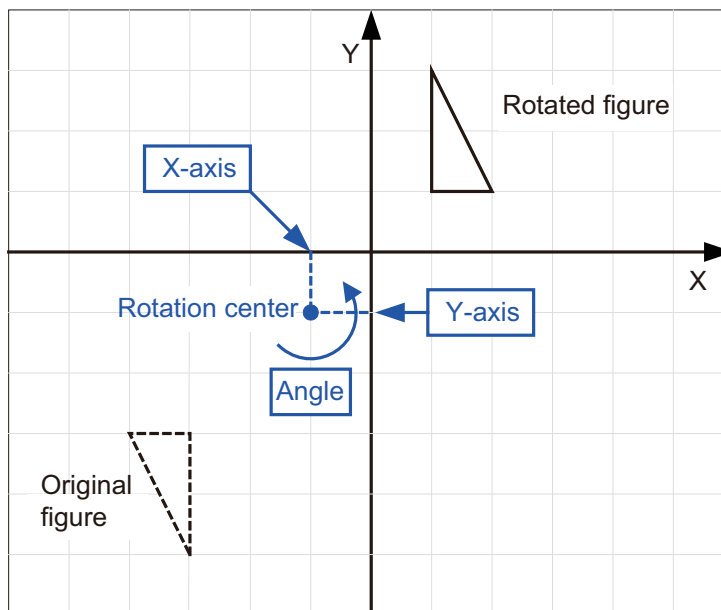 Y
Rotated figure
X-axis
X
Rotation center
Y-axis
Angle
Original
figure